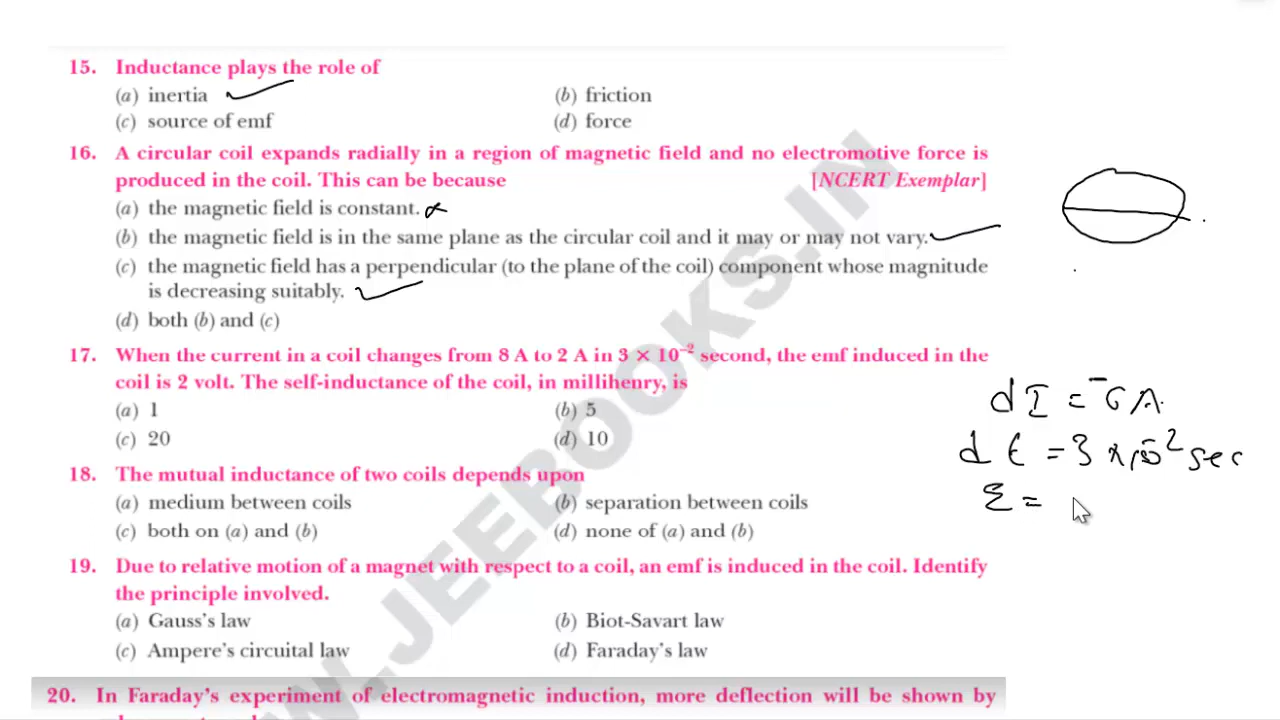 15. Inductance plays the role of
(a) inertia (b) friction
(c) source of emf (d) force
16. A circular coil expands radially in a region of magnetic field and no electromotive force is
produced in the coil. This can be because [NCERT Exemplar]
(a) the magnetic field is constant.
(b) the magnetic field is in the same plane as the circular coil and it may or may not vary.
(c) the magnetic field has a perpendicular (to the plane of the coil) component whose magnitude
is decreasing suitably.
(d) both (b) and (c)
17. When the current in a coil changes from 8 A to 2 A in 3 × 10⁻² second, the emf induced in the
coil is 2 volt. The self-inductance of the coil, in millihenry, is
(a) 1 (b) 5
(c) 20 (d) 10
dI = -6 A
dt = 3 × 10⁻² sec
ε =
18. The mutual inductance of two coils depends upon
(a) medium between coils (b) separation between coils
(c) both on (a) and (b) (d) none of (a) and (b)
19. Due to relative motion of a magnet with respect to a coil, an emf is induced in the coil. Identify
the principle involved.
(a) Gauss's law (b) Biot-Savart law
(c) Ampere's circuital law (d) Faraday's law
20. In Faraday's experiment of electromagnetic induction, more deflection will be shown by
W.JEEBOOKS.IN